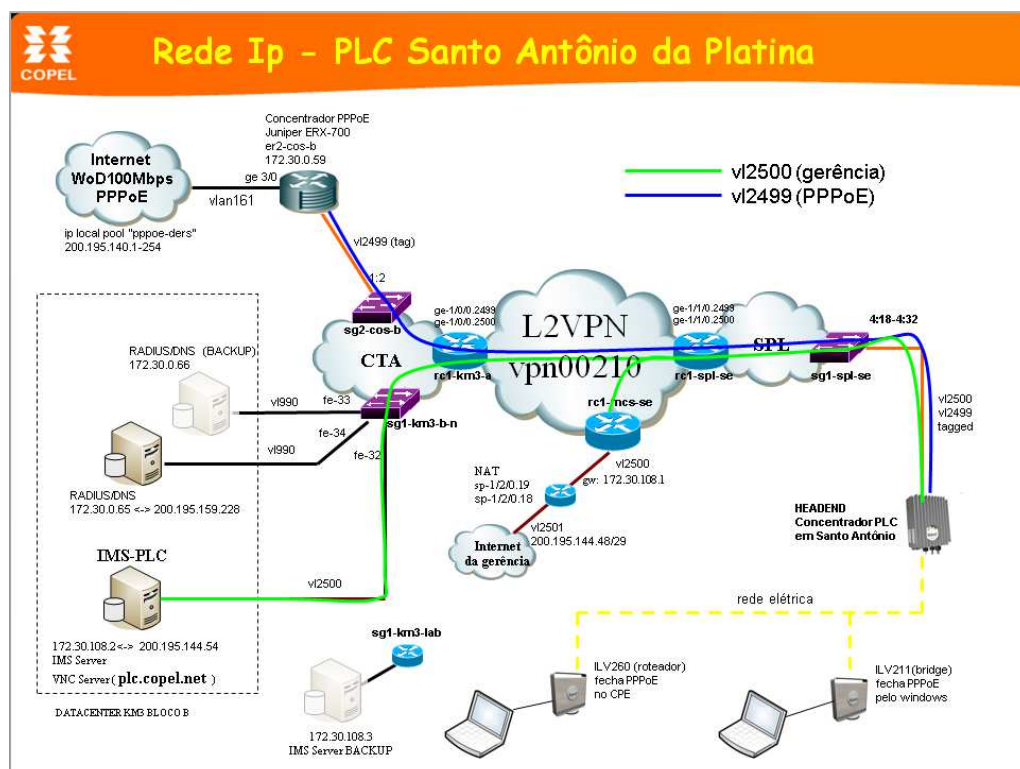 COPEL
Rede Ip - PLC Santo Antônio da Platina
Concentrador PPPoE
Juniper ERX-700
er2-cos-b
172.30.0.59
Internet
WoD100Mbps
PPPoE
ge 3/0
vlan161
ip local pool "pppoe-ders"
200.195.140.1-254
vl2500 (gerência)
vl2499 (PPPoE)
vl2499 (tag)
1:2
sg2-cos-b
CTA
ge-1/0/0.2499
ge-1/0/0.2500
rc1-km3-a
L2VPN
vpn00210
ge-1/1/0.2499
ge-1/1/0.2500
rc1-spl-se
SPL
4:18-4:32
sg1-spl-se
RADIUS/DNS (BACKUP)
172.30.0.66
vl990
fe-33
sg1-km3-b-n
fe-34
vl990
fe-32
RADIUS/DNS
172.30.0.65 <-> 200.195.159.228
rc1-mcs-se
vl2500
gw: 172.30.108.1
NAT
sp-1/2/0.19
sp-1/2/0.18
vl2501
200.195.144.48/29
Internet
da gerência
vl2500
vl2499
tagged
HEADEND
Concentrador PLC
em Santo Antônio
IMS-PLC
vl2500
172.30.108.2<-> 200.195.144.54
IMS Server
VNC Server ( plc.copel.net )
DATACENTER KM3 BLOCO B
sg1-km3-lab
172.30.108.3
IMS Server BACKUP
rede elétrica
ILV260 (roteador)
fecha PPPoE
no CPE
ILV211(bridge)
fecha PPPoE
pelo windows